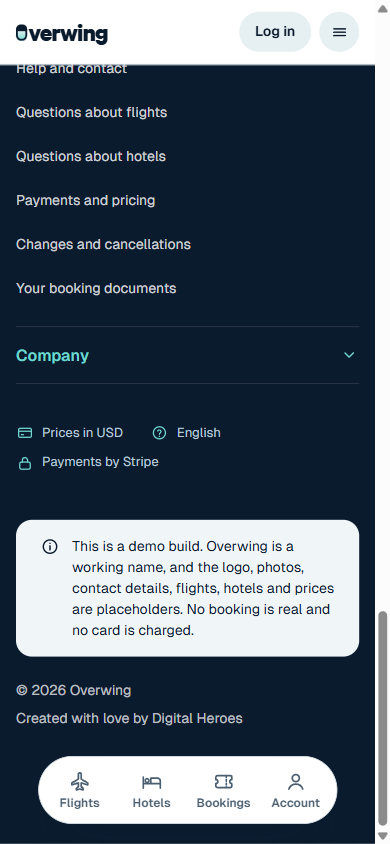 Overwing
Log in
Help and contact
Questions about flights
Questions about hotels
Payments and pricing
Changes and cancellations
Your booking documents
Company
Prices in USD
English
Payments by Stripe
This is a demo build. Overwing is a
working name, and the logo, photos,
contact details, flights, hotels and prices
are placeholders. No booking is real and
no card is charged.
© 2026 Overwing
Created with love by Digital Heroes
Flights
Hotels
Bookings
Account